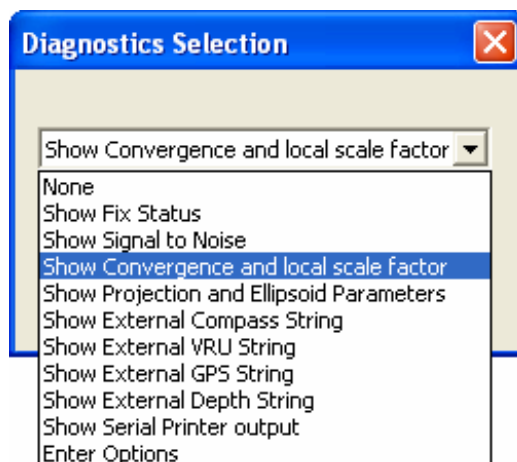 Diagnostics Selection
Show Convergence and local scale factor
None
Show Fix Status
Show Signal to Noise
Show Convergence and local scale factor
Show Projection and Ellipsoid Parameters
Show External Compass String
Show External VRU String
Show External GPS String
Show External Depth String
Show Serial Printer output
Enter Options